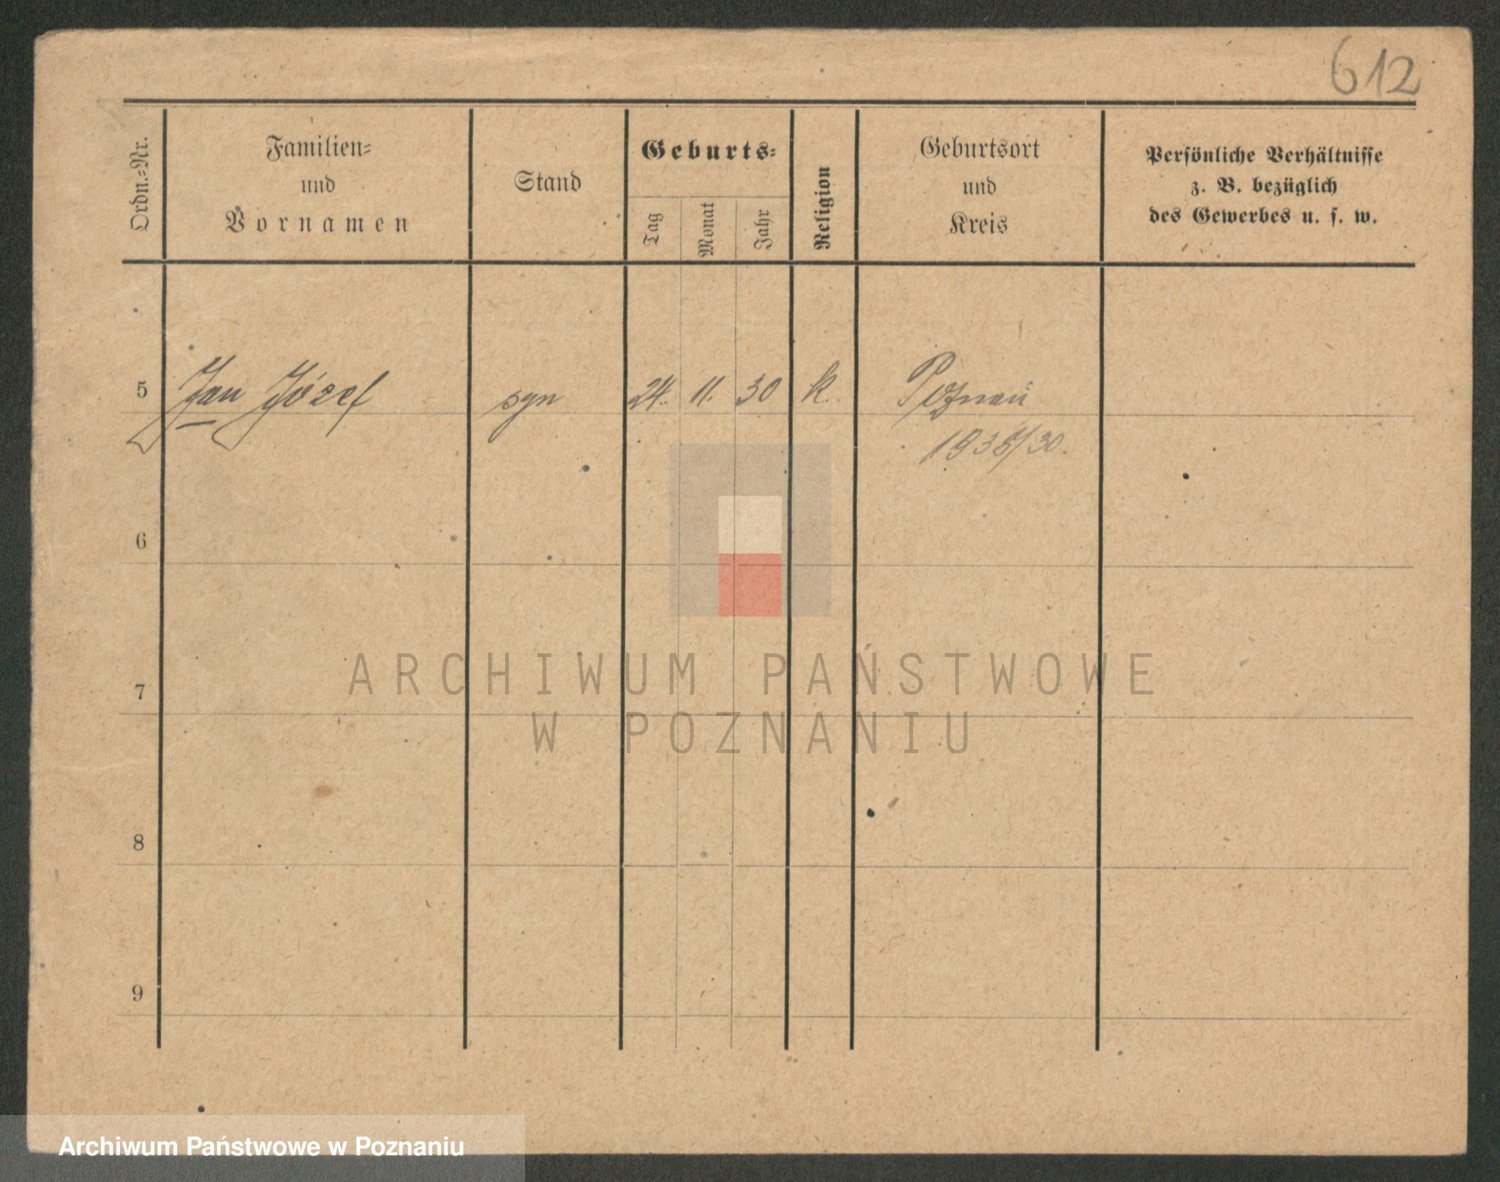 612
Ordn.-Nr.
Familien-
und
Vornamen
Stand
Geburts-
Tag
Monat
Jahr
Religion
Geburtsort
und
Kreis
Persönliche Verhältnisse
z. B. bezüglich
des Gewerbes u. s. w.
5 Jan Józef syn 24. 11. 30 k. Poznań
6
7
8
9
ARCHIWUM PAŃSTWOWE
W POZNANIU
Archiwum Państwowe w Poznaniu